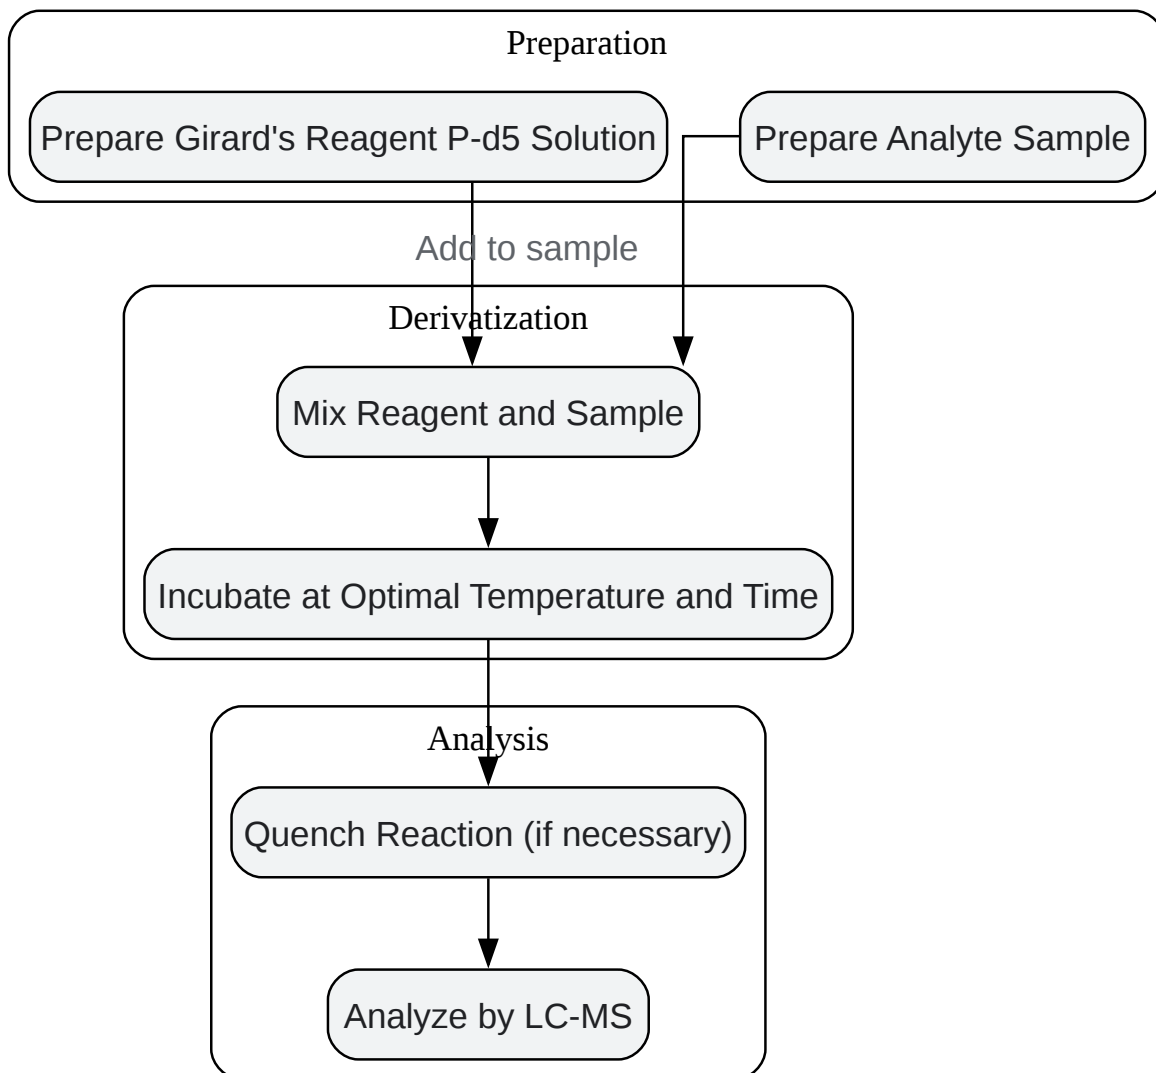 Preparation
Prepare Girard's Reagent P-d5 Solution
Prepare Analyte Sample
Add to sample
Derivatization
Mix Reagent and Sample
Incubate at Optimal Temperature and Time
Analysis
Quench Reaction (if necessary)
Analyze by LC-MS